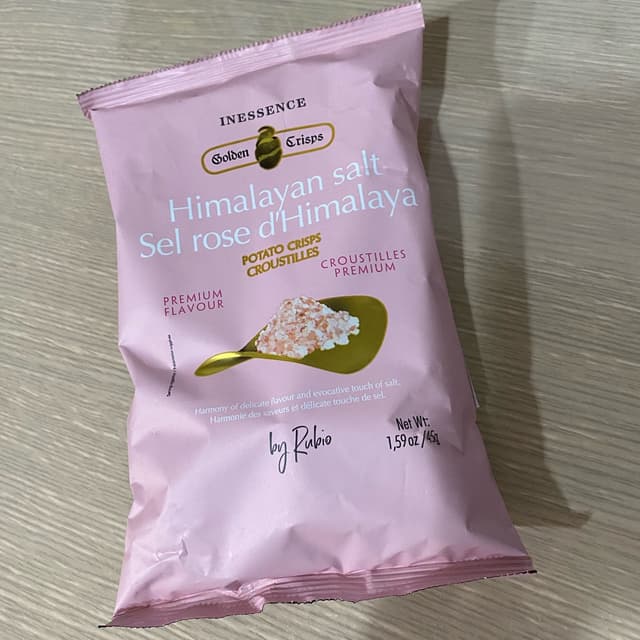 INESSENCE
Golden Crisps
Himalayan salt
Sel rose d'Himalaya
POTATO CRISPS
CROUSTILLES
PREMIUM
FLAVOUR
CROUSTILLES
PREMIUM
Harmony of delicate flavour and evocative touch of salt,
Harmonie des saveurs et délicate touche de sel.
by Rubio
Net Wt:
1,59 oz/45g